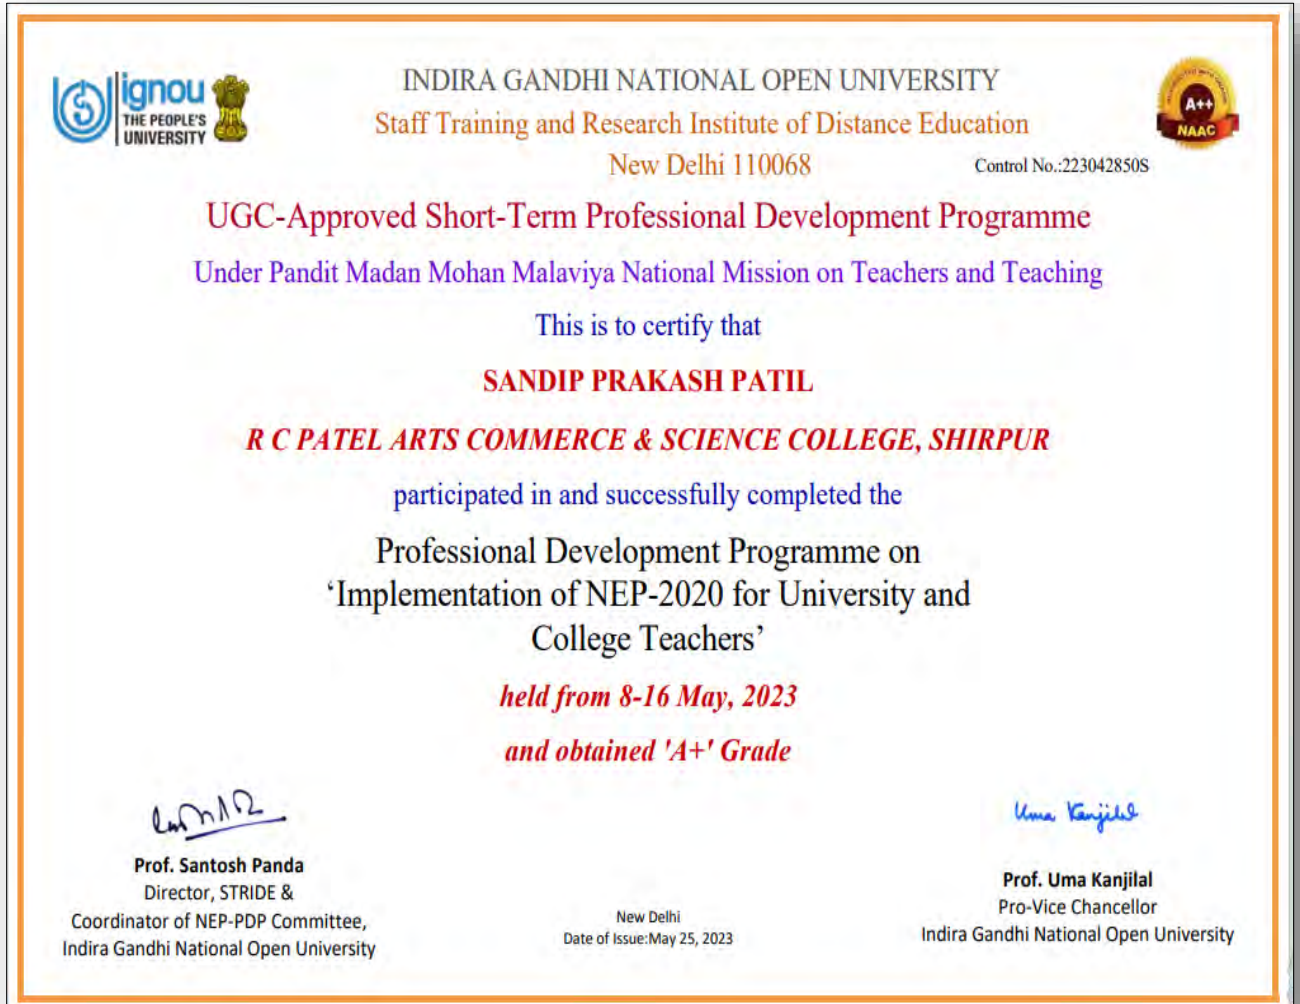 ignou
THE PEOPLE'S
UNIVERSITY
INDIRA GANDHI NATIONAL OPEN UNIVERSITY
Staff Training and Research Institute of Distance Education
New Delhi 110068
Control No.:223042850S
A++
NAAC
UGC-Approved Short-Term Professional Development Programme
Under Pandit Madan Mohan Malaviya National Mission on Teachers and Teaching
This is to certify that
SANDIP PRAKASH PATIL
R C PATEL ARTS COMMERCE & SCIENCE COLLEGE, SHIRPUR
participated in and successfully completed the
Professional Development Programme on
‘Implementation of NEP-2020 for University and
College Teachers’
held from 8-16 May, 2023
and obtained 'A+' Grade
Prof. Santosh Panda
Director, STRIDE &
Coordinator of NEP-PDP Committee,
Indira Gandhi National Open University
New Delhi
Date of Issue:May 25, 2023
Uma Kanjilal
Prof. Uma Kanjilal
Pro-Vice Chancellor
Indira Gandhi National Open University